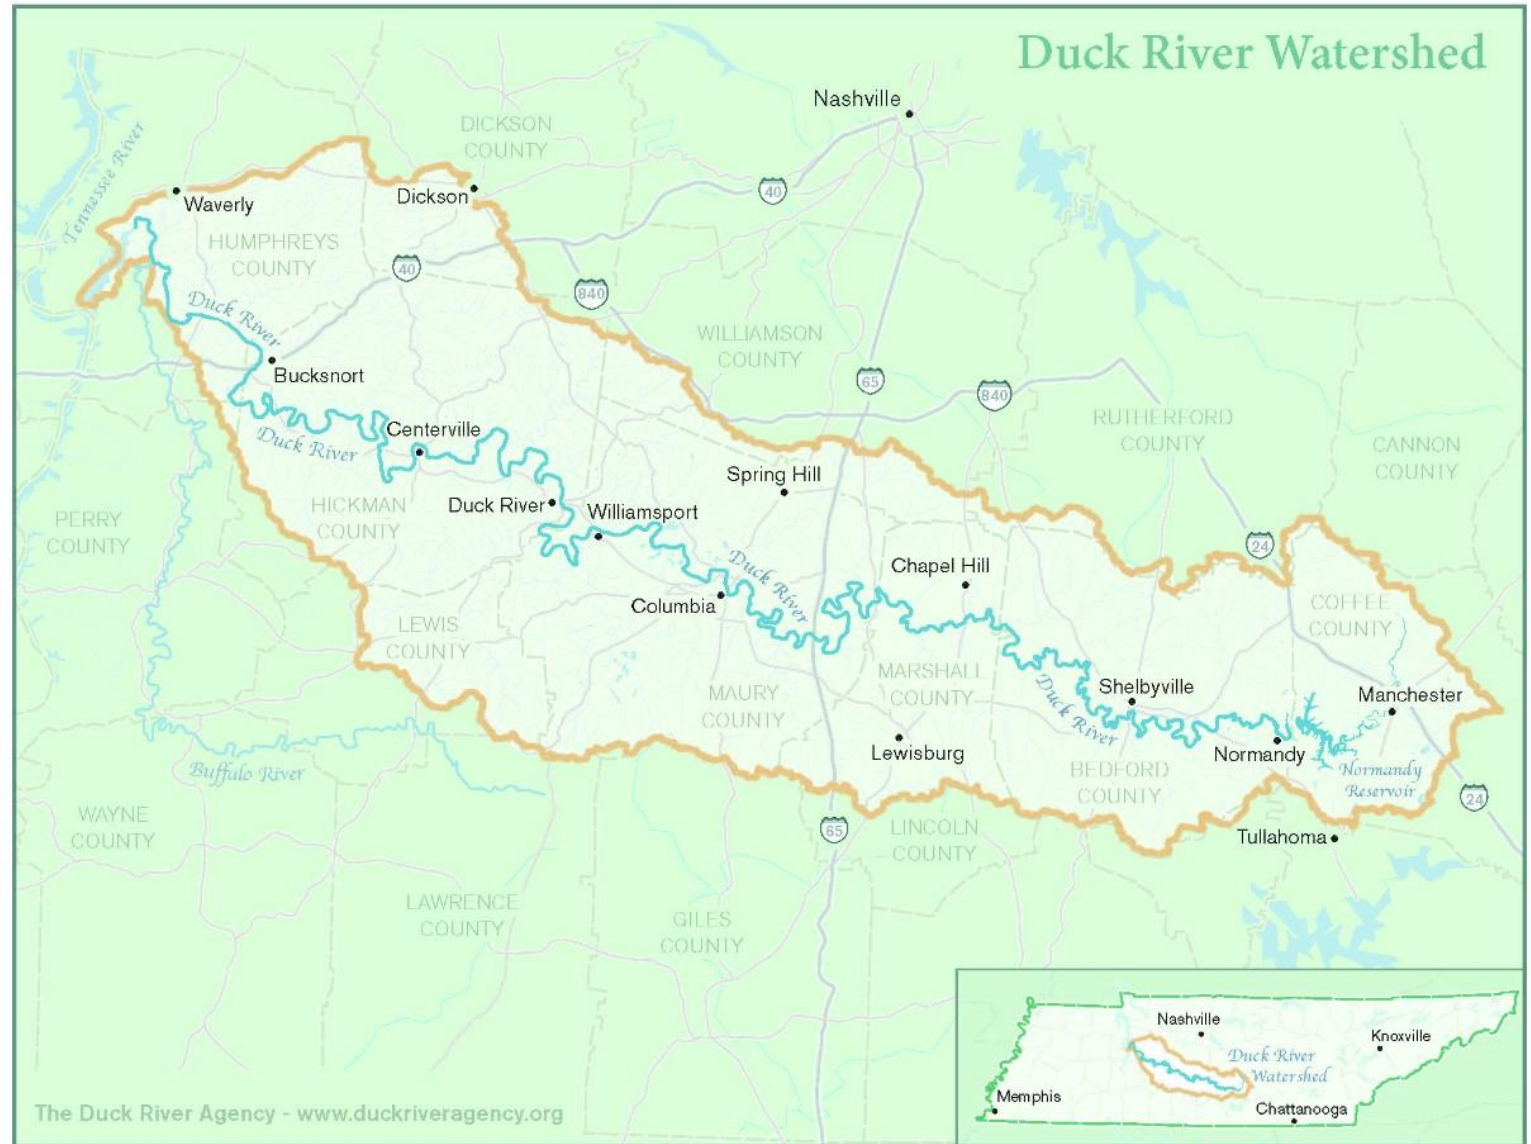 Duck River Watershed
Nashville
DICKSON
COUNTY
Tennessee River
40
Waverly
Dickson
HUMPHREYS
COUNTY
40
840
Duck River
WILLIAMSON
COUNTY
Bucksnort
65
840
RUTHERFORD
COUNTY
CANNON
COUNTY
Centerville
Duck River
Spring Hill
HICKMAN
COUNTY
Duck River
Williamsport
PERRY
COUNTY
24
Duck River
Chapel Hill
Columbia
COFFEE
COUNTY
LEWIS
COUNTY
MARSHALL
COUNTY
MAURY
COUNTY
Duck River
Shelbyville
Manchester
Lewisburg
Normandy
Normandy
Reservoir
BEDFORD
COUNTY
Buffalo River
WAYNE
COUNTY
65
LINCOLN
COUNTY
Tullahoma
24
LAWRENCE
COUNTY
GILES
COUNTY
Nashville
Knoxville
Duck River
Watershed
Memphis
Chattanooga
The Duck River Agency - www.duckriveragency.org